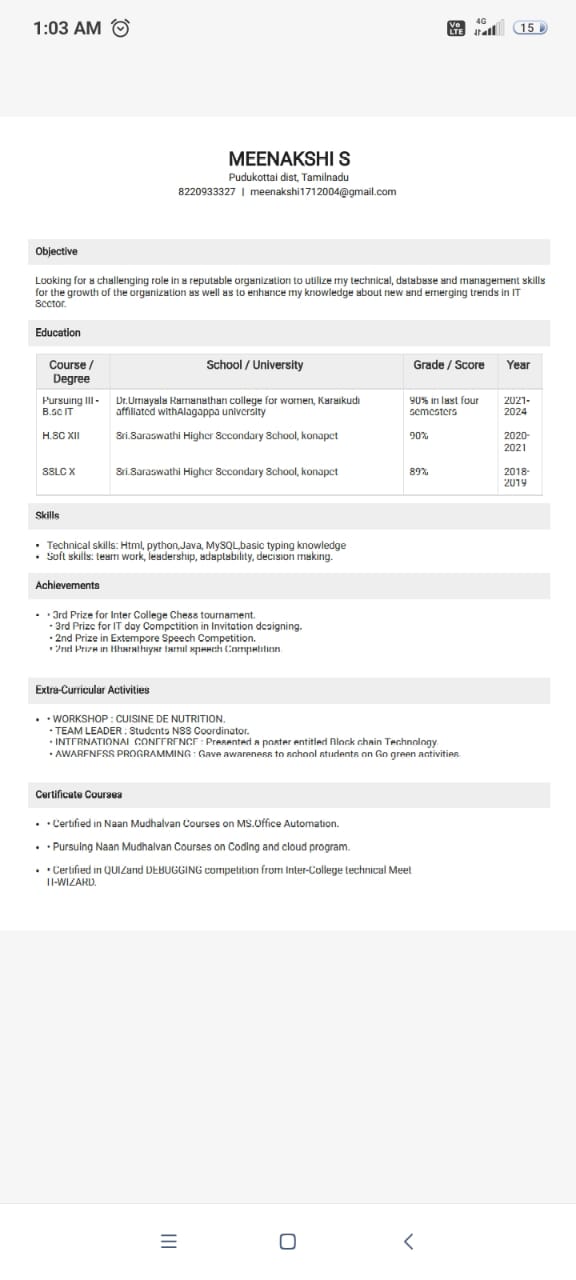 1:03 AM
Vo LTE 4G 15
MEENAKSHI S
Pudukottai dist, Tamilnadu
8220933327 | meenakshi1712004@gmail.com
Objective
Looking for a challenging role in a reputable organization to utilize my technical, database and management skills
for the growth of the organization as well as to enhance my knowledge about new and emerging trends in IT
Sector.
Education
Course / Degree School / University Grade / Score Year
Pursuing III - B.sc IT Dr.Umayala Ramanathan college for women, Karaikudi affiliated withAlagappa university 90% in last four semesters 2021-2024
H.SC XII Sri.Saraswathi Higher Secondary School, konapet 90% 2020-2021
SSLC X Sri.Saraswathi Higher Secondary School, konapet 89% 2018-2019
Skills
• Technical skills: Html, python,Java, MySQL,basic typing knowledge
• Soft skills: team work, leadership, adaptability, decision making.
Achievements
• • 3rd Prize for Inter College Chess tournament.
• 3rd Prize for IT day Competition in Invitation designing.
• 2nd Prize in Extempore Speech Competition.
• 2nd Prize in Bharathiyar tamil speech Competition.
Extra-Curricular Activities
• • WORKSHOP : CUISINE DE NUTRITION.
• TEAM LEADER : Students NSS Coordinator.
• INTERNATIONAL CONFERENCE : Presented a poster entitled Block chain Technology.
• AWARENESS PROGRAMMING : Gave awareness to school students on Go green activities.
Certificate Courses
• • Certified in Naan Mudhalvan Courses on MS.Office Automation.
• • Pursuing Naan Mudhalvan Courses on Coding and cloud program.
• • Certified in QUIZand DEBUGGING competition from Inter-College technical Meet
IT-WIZARD.